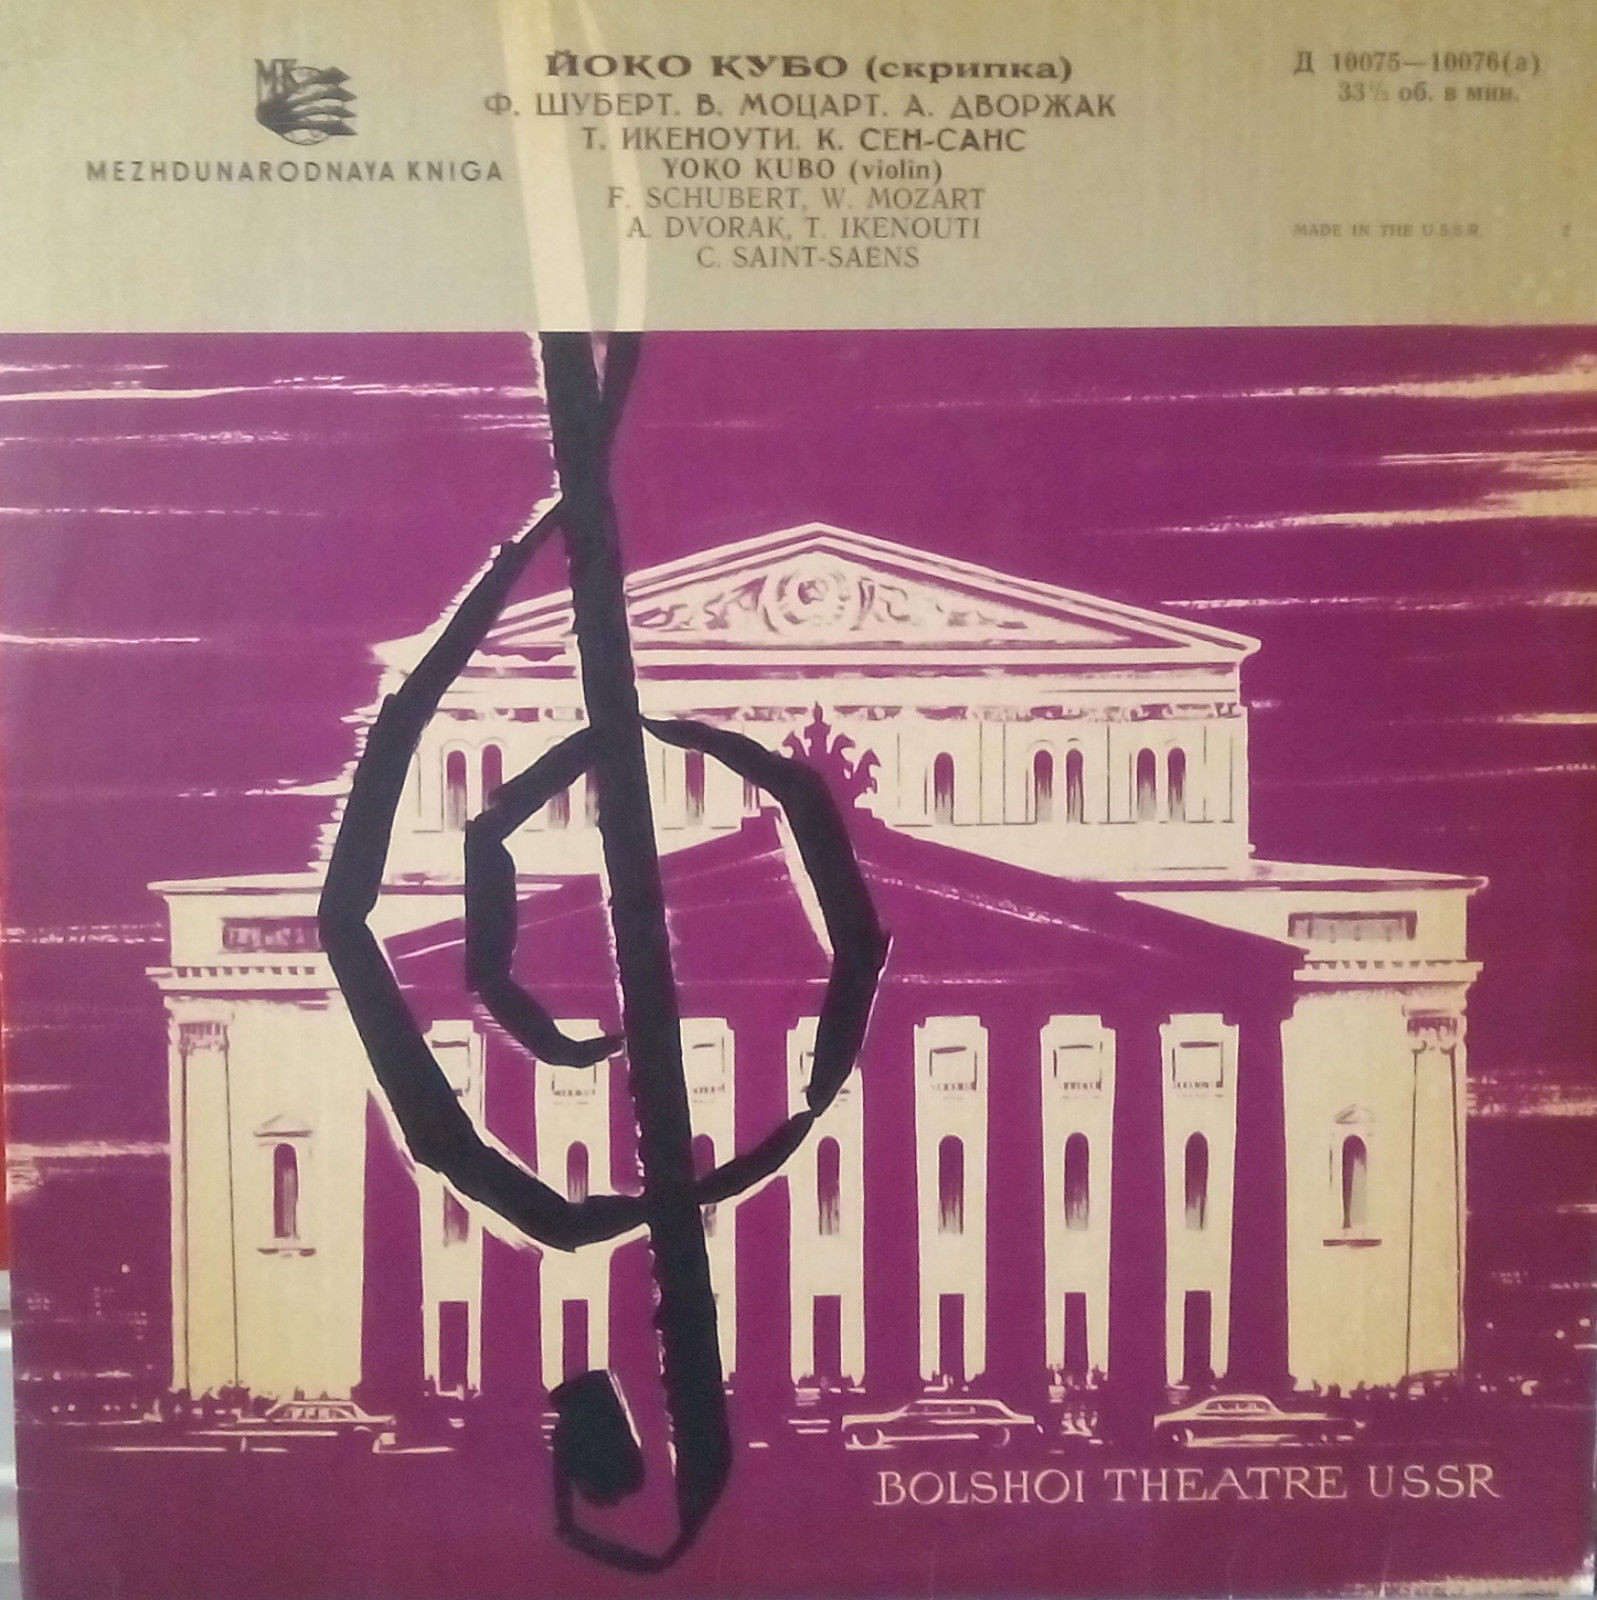 МК
MEZHDUNARODNAYA KNIGA
ЙОКО КУБО (скрипка)
Ф. ШУБЕРТ. В. МОЦАРТ. А. ДВОРЖАК
Т. ИКЕНОУТИ. К. СЕН-САНС
YOKO KUBO (violin)
F. SCHUBERT, W. MOZART
A. DVORAK, T. IKENOUTI
C. SAINT-SAENS
Д 10075—10076(а)
33⅓ об. в мин.
MADE IN THE U.S.S.R.
BOLSHOI THEATRE USSR